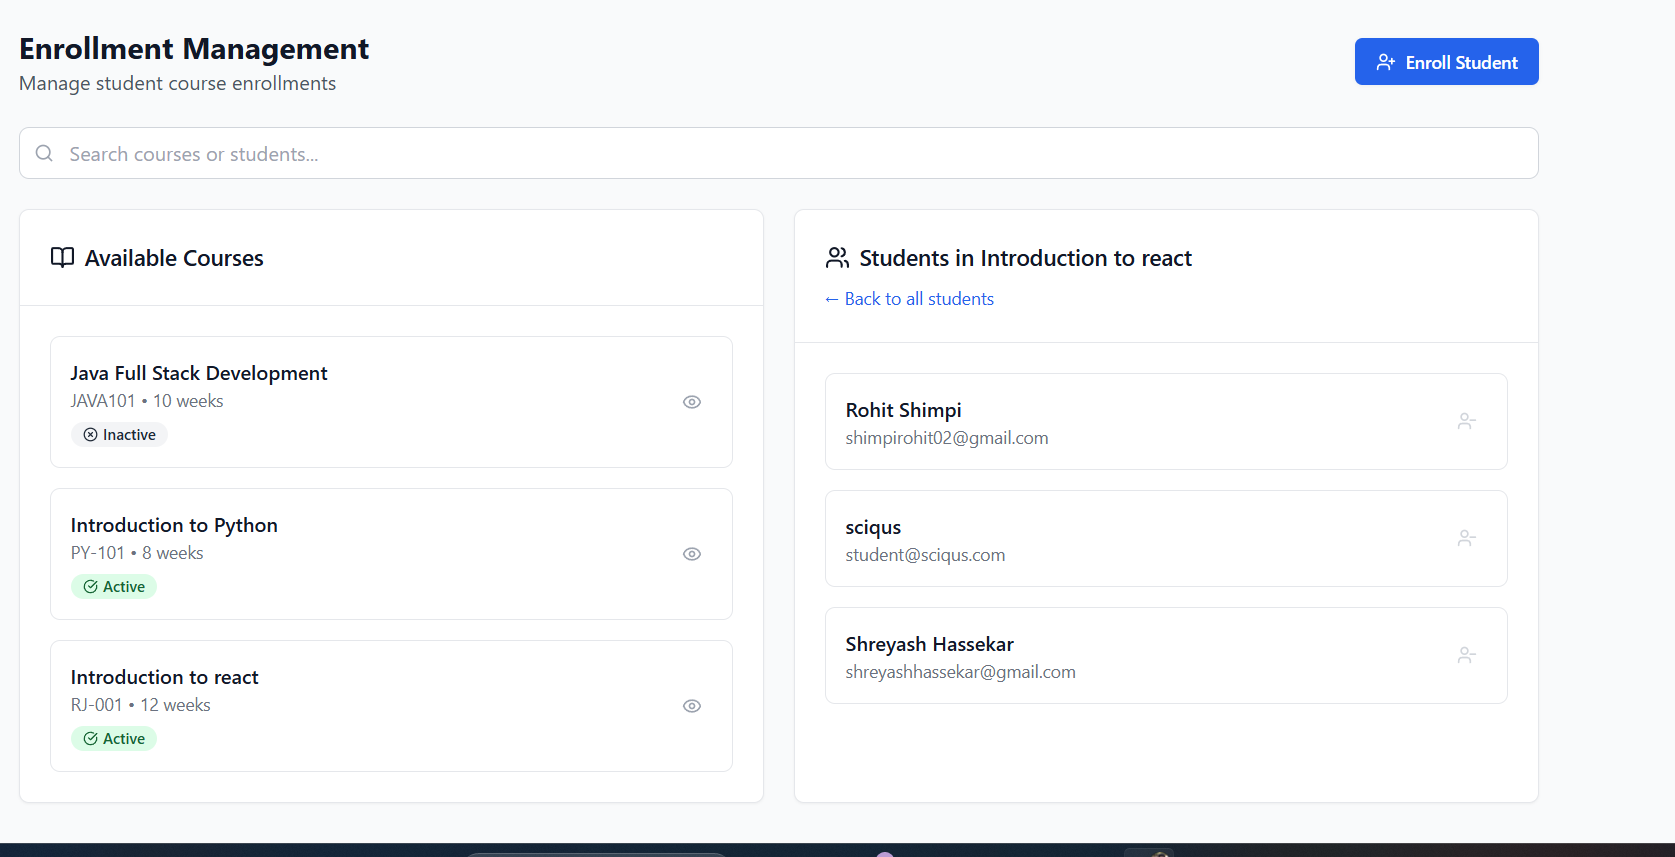 Enrollment Management
Manage student course enrollments
Enroll Student
Search courses or students...
Available Courses
Java Full Stack Development
JAVA101 • 10 weeks
Inactive
Introduction to Python
PY-101 • 8 weeks
Active
Introduction to react
RJ-001 • 12 weeks
Active
Students in Introduction to react
← Back to all students
Rohit Shimpi
shimpirohit02@gmail.com
sciqus
student@sciqus.com
Shreyash Hassekar
shreyashhassekar@gmail.com